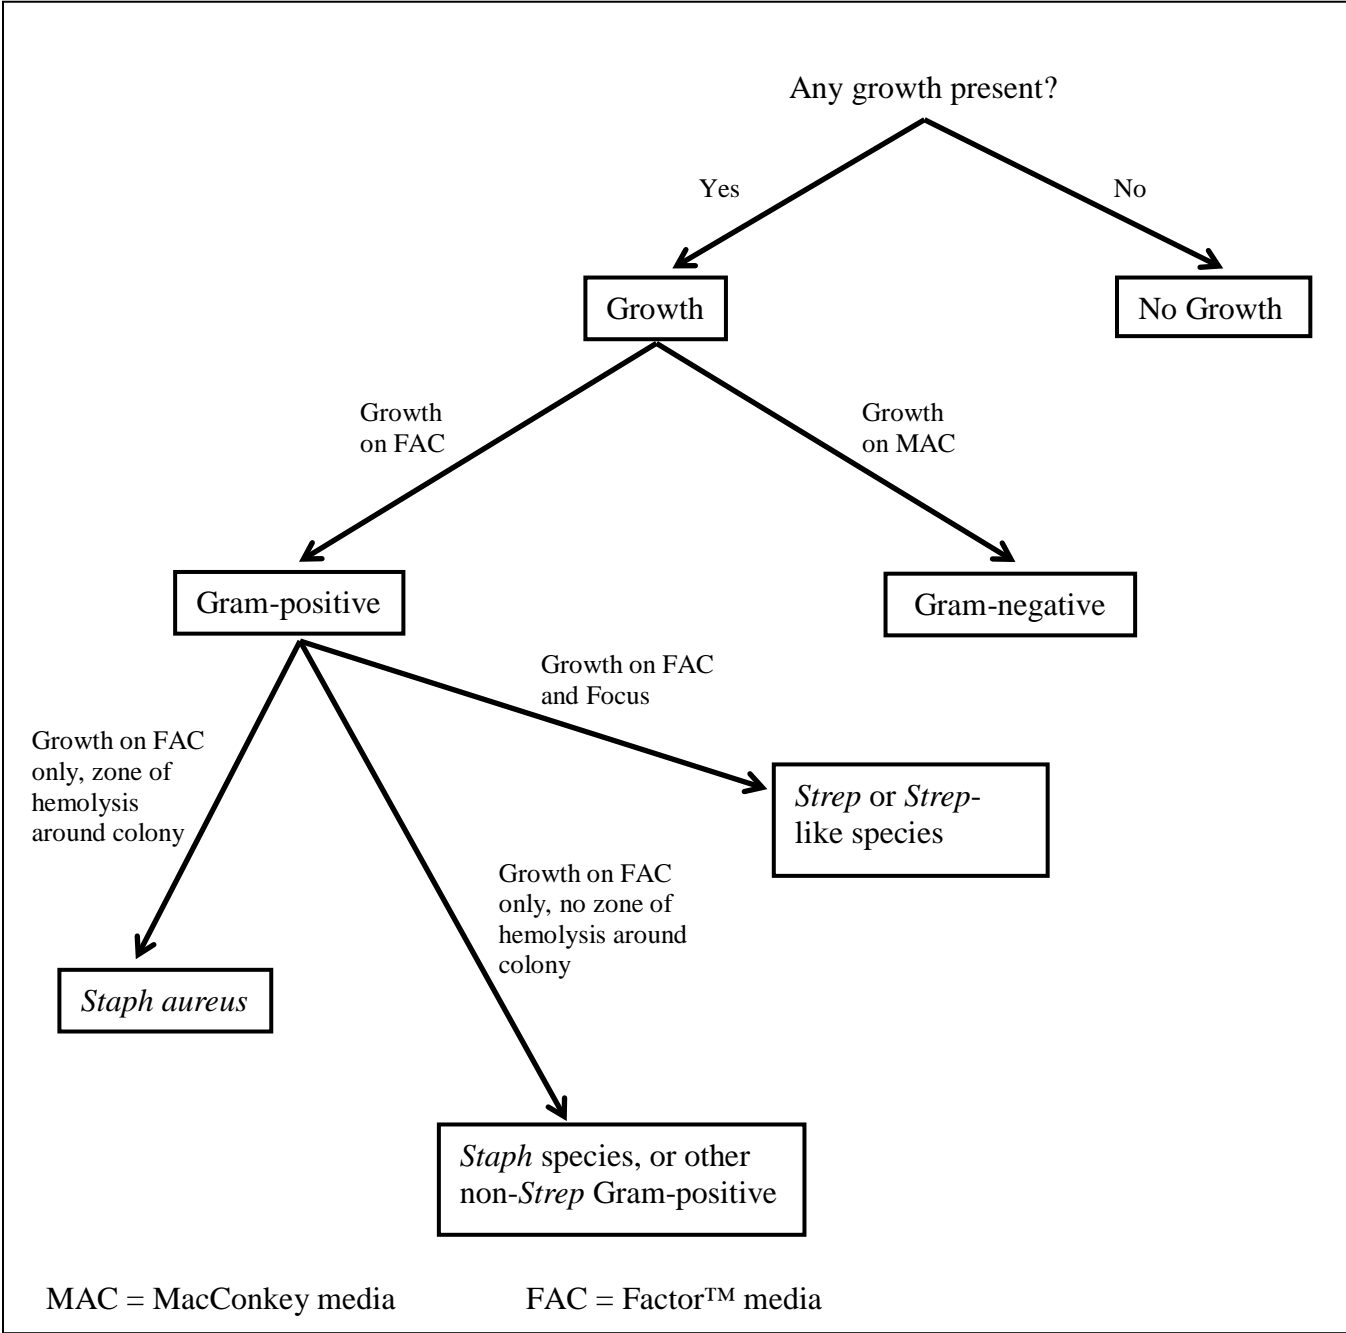 Any growth present?
Yes
No
Growth
No Growth
Growth
on FAC
Growth
on MAC
Gram-positive
Gram-negative
Growth on FAC
and Focus
Growth on FAC
only, zone of
hemolysis
around colony
Strep or Strep-
like species
Growth on FAC
only, no zone of
hemolysis around
colony
Staph aureus
Staph species, or other
non-Strep Gram-positive
MAC = MacConkey media
FAC = Factor™ media